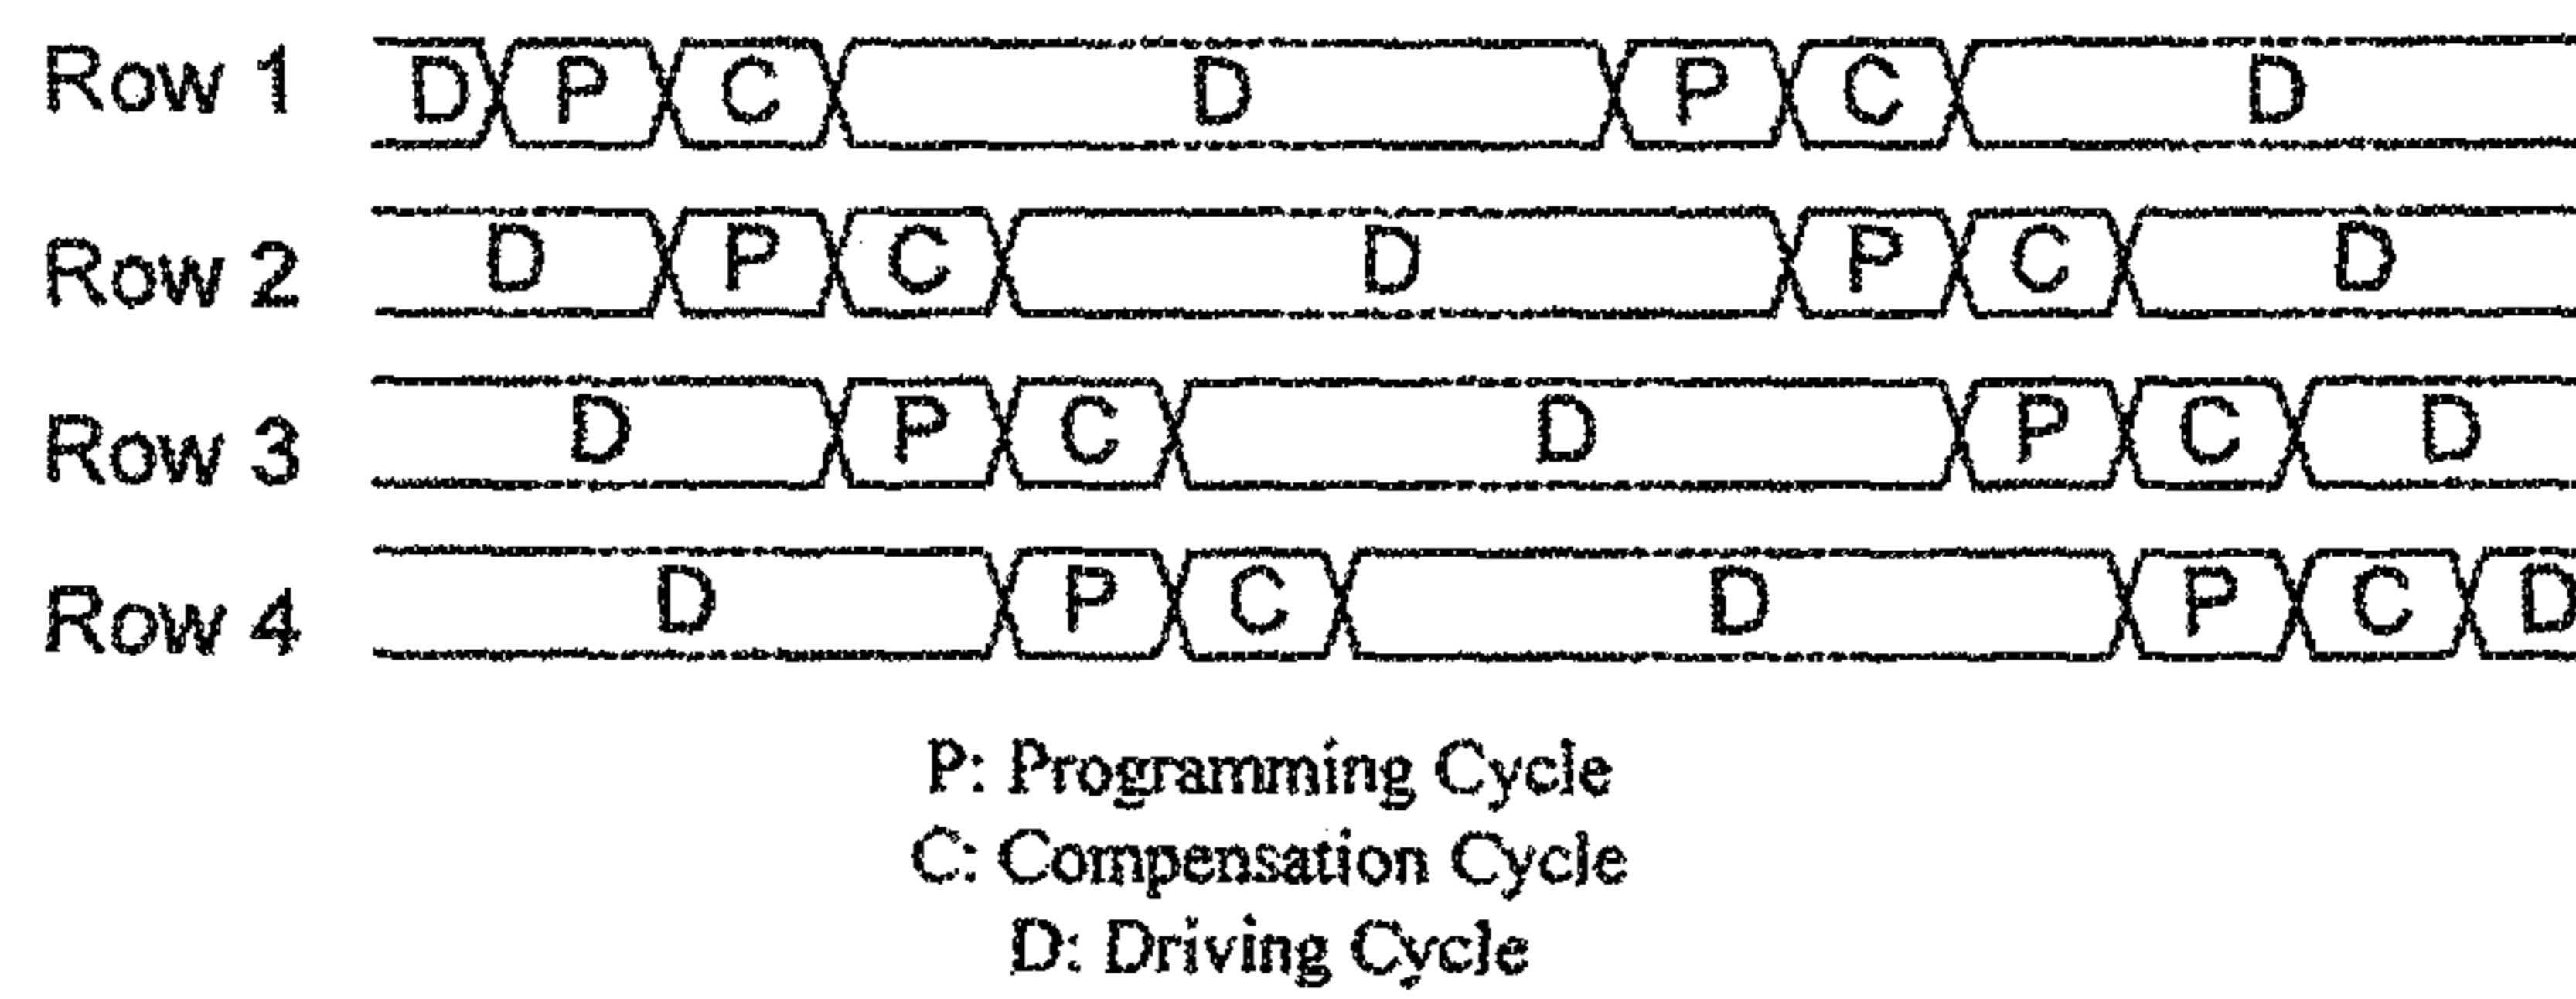 Row 1 D P C D P C D
Row 2 D P C D P C D
Row 3 D P C D P C D
Row 4 D P C D P C D
P: Programming Cycle
C: Compensation Cycle
D: Driving Cycle